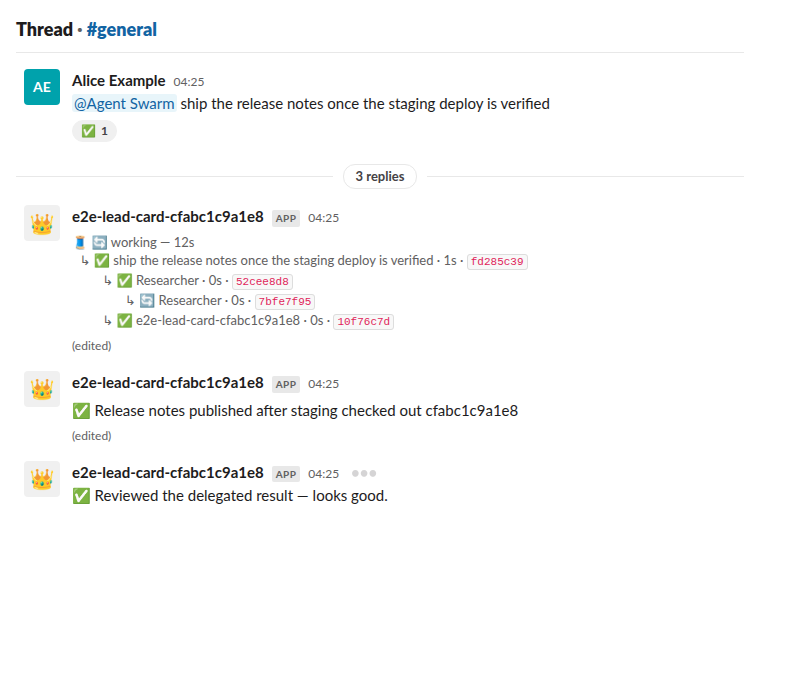 Thread • #general
AE
Alice Example 04:25
@Agent Swarm ship the release notes once the staging deploy is verified
✅ 1
3 replies
👑
e2e-lead-card-cfabc1c9a1e8 APP 04:25
🧵 🔄 working — 12s
↳ ✅ ship the release notes once the staging deploy is verified · 1s · fd285c39
↳ ✅ Researcher · 0s · 52cee8d8
↳ 🔄 Researcher · 0s · 7bfe7f95
↳ ✅ e2e-lead-card-cfabc1c9a1e8 · 0s · 10f76c7d
(edited)
👑
e2e-lead-card-cfabc1c9a1e8 APP 04:25
✅ Release notes published after staging checked out cfabc1c9a1e8
(edited)
👑
e2e-lead-card-cfabc1c9a1e8 APP 04:25 •••
✅ Reviewed the delegated result — looks good.